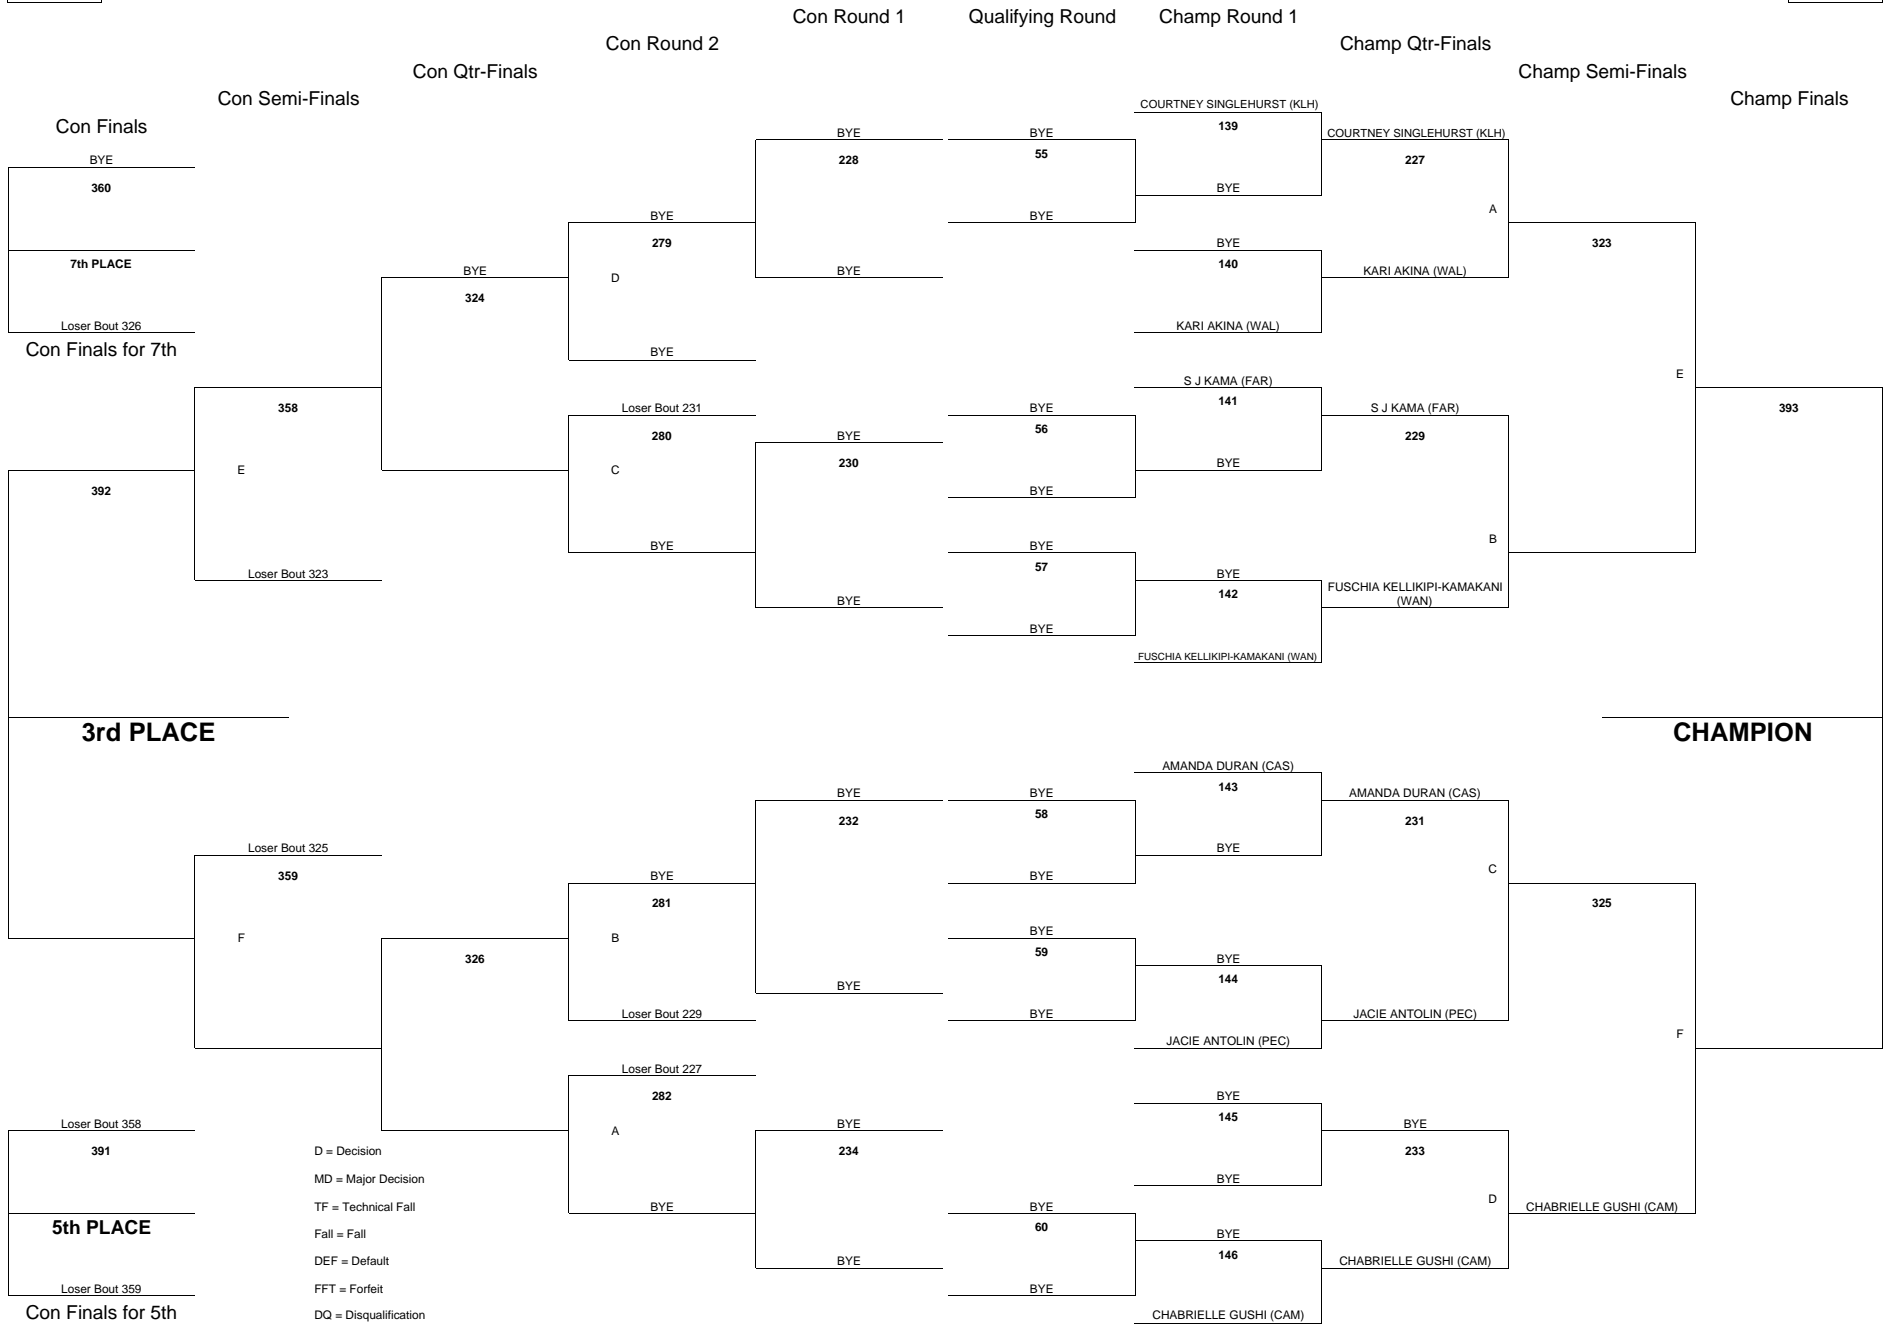 Con Round 1
Qualifying Round
Champ Round 1
Con Round 2
Champ Qtr-Finals
Con Qtr-Finals
Champ Semi-Finals
Con Semi-Finals
Champ Finals
Con Finals
BYE
360
7th PLACE
Loser Bout 326
Con Finals for 7th
392
3rd PLACE
Loser Bout 358
391
5th PLACE
Loser Bout 359
Con Finals for 5th
358
E
Loser Bout 323
Loser Bout 325
359
F
D = Decision
MD = Major Decision
TF = Technical Fall
Fall = Fall
DEF = Default
FFT = Forfeit
DQ = Disqualification
BYE
324
326
BYE
279
D
BYE
Loser Bout 231
280
C
BYE
BYE
281
B
Loser Bout 229
Loser Bout 227
282
A
BYE
BYE
228
BYE
BYE
230
BYE
BYE
232
BYE
BYE
234
BYE
BYE
55
BYE
BYE
56
BYE
BYE
57
BYE
BYE
58
BYE
BYE
59
BYE
BYE
60
BYE
COURTNEY SINGLEHURST (KLH)
139
BYE
BYE
140
KARI AKINA (WAL)
S J KAMA (FAR)
141
BYE
BYE
142
FUSCHIA KELLIKIPI-KAMAKANI (WAN)
AMANDA DURAN (CAS)
143
BYE
BYE
144
JACIE ANTOLIN (PEC)
BYE
145
BYE
BYE
146
CHABRIELLE GUSHI (CAM)
COURTNEY SINGLEHURST (KLH)
227
A
KARI AKINA (WAL)
S J KAMA (FAR)
229
B
FUSCHIA KELLIKIPI-KAMAKANI
(WAN)
AMANDA DURAN (CAS)
231
C
JACIE ANTOLIN (PEC)
BYE
233
D
CHABRIELLE GUSHI (CAM)
323
E
325
F
CHABRIELLE GUSHI (CAM)
393
CHAMPION